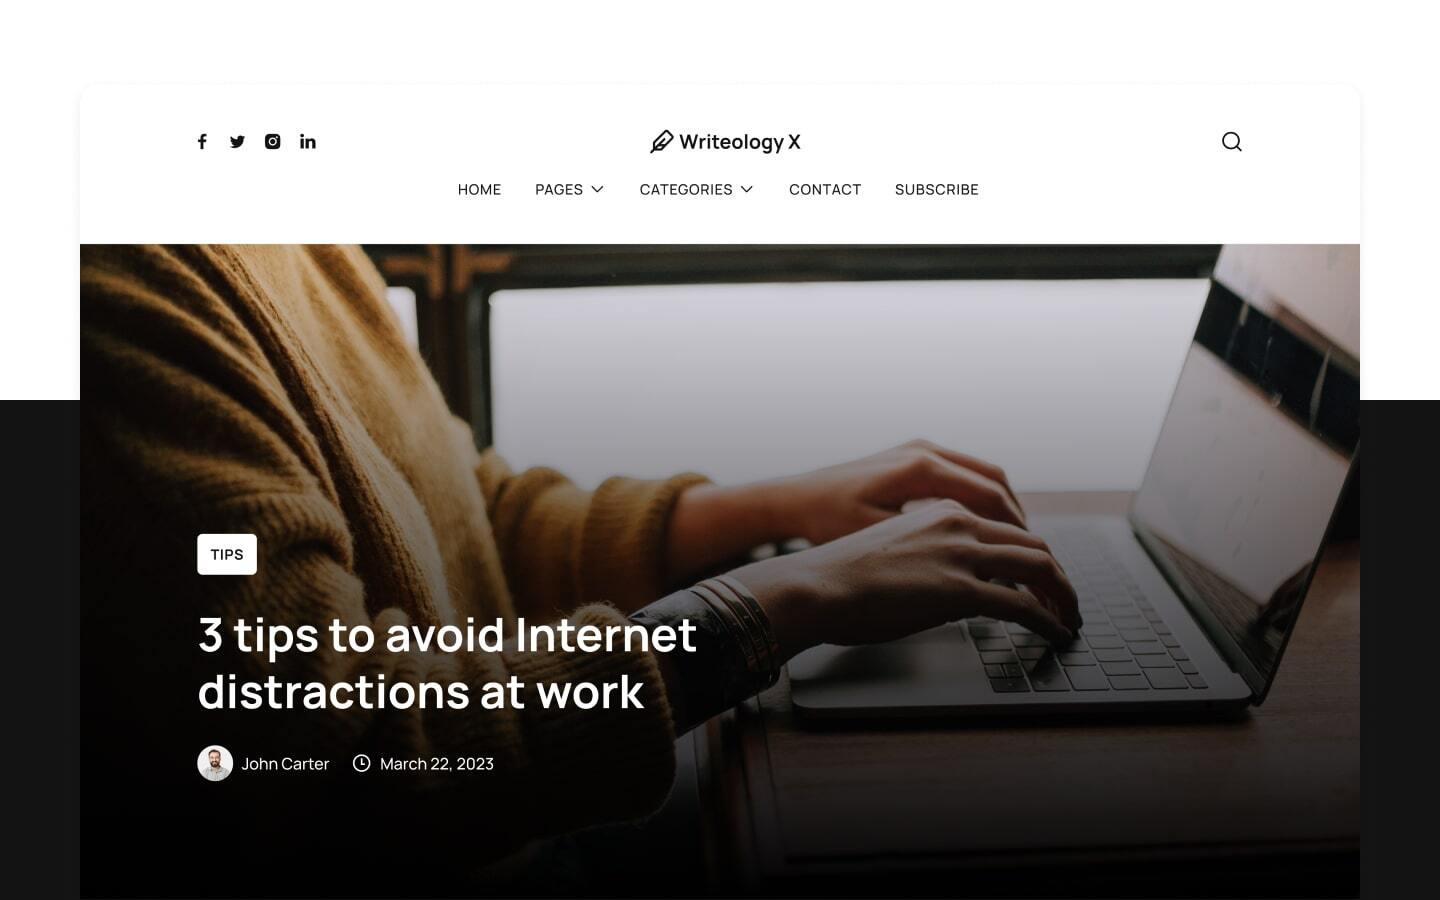 Writeology X
HOME PAGES CATEGORIES CONTACT SUBSCRIBE
TIPS
3 tips to avoid Internet
distractions at work
John Carter March 22, 2023